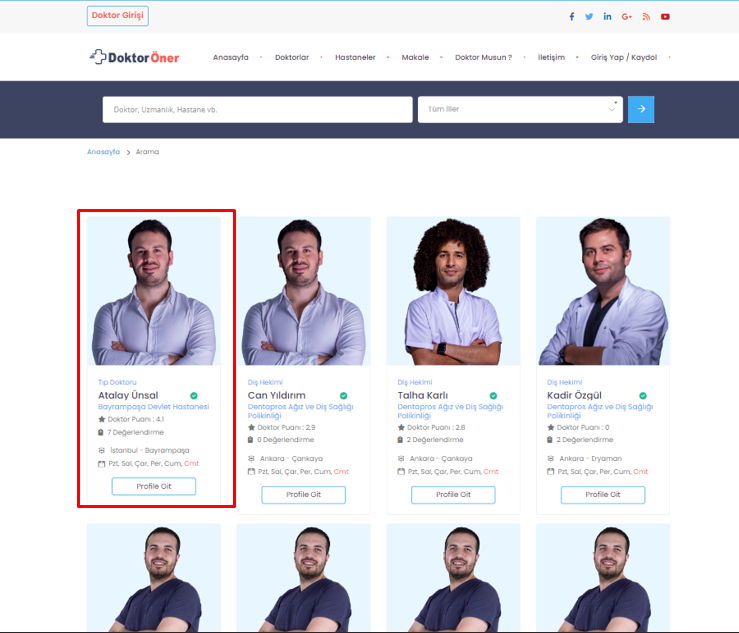 Doktor Girişi
DoktorÖner
Anasayfa
Doktorlar
Hastaneler
Makale
Doktor Musun ?
İletişim
Giriş Yap / Kaydol
Doktor, Uzmanlık, Hastane vb.
Tüm İller
Anasayfa > Arama
Tıp Doktoru
Atalay Ünsal
Bayrampaşa Devlet Hastanesi
Doktor Puanı : 4.1
7 Değerlendirme
İstanbul - Bayrampaşa
Pzt, Sal, Çar, Per, Cum, Cmt
Profile Git
Diş Hekimi
Can Yıldırım
Dentapros Ağız ve Diş Sağlığı
Polikinliği
Doktor Puanı : 2.9
0 Değerlendirme
Ankara - Çankaya
Pzt, Sal, Çar, Per, Cum, Cmt
Profile Git
Diş Hekimi
Talha Karlı
Dentapros Ağız ve Diş Sağlığı
Polikinliği
Doktor Puanı : 2.8
2 Değerlendirme
Ankara - Çankaya
Pzt, Sal, Çar, Per, Cum, Cmt
Profile Git
Diş Hekimi
Kadir Özgül
Dentapros Ağız ve Diş Sağlığı
Polikinliği
Doktor Puanı : 0
2 Değerlendirme
Ankara - Eryaman
Pzt, Sal, Çar, Per, Cum, Cmt
Profile Git